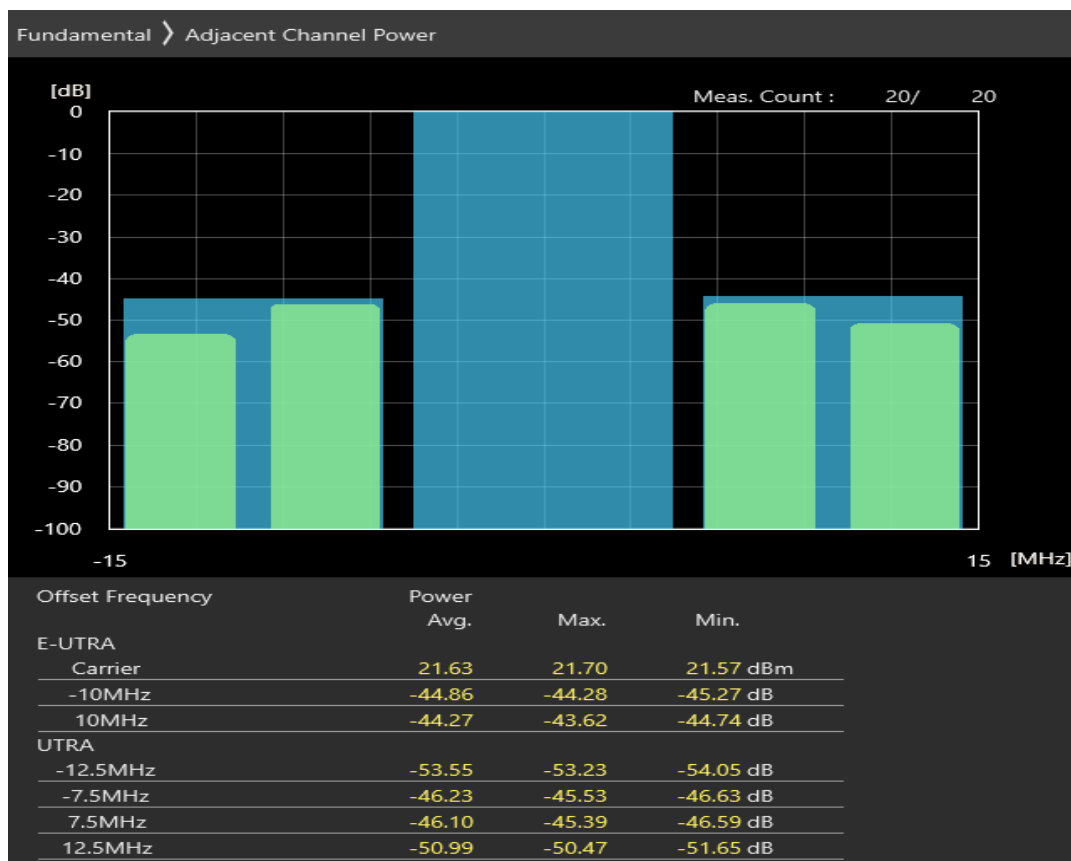 Fundamental ❭ Adjacent Channel Power
[dB]
Meas. Count : 20/ 20
0
-10
-20
-30
-40
-50
-60
-70
-80
-90
-100
-15 15 [MHz]
Offset Frequency Power
Avg. Max. Min.
E-UTRA
Carrier 21.63 21.70 21.57 dBm
-10MHz -44.86 -44.28 -45.27 dB
10MHz -44.27 -43.62 -44.74 dB
UTRA
-12.5MHz -53.55 -53.23 -54.05 dB
-7.5MHz -46.23 -45.53 -46.63 dB
7.5MHz -46.10 -45.39 -46.59 dB
12.5MHz -50.99 -50.47 -51.65 dB